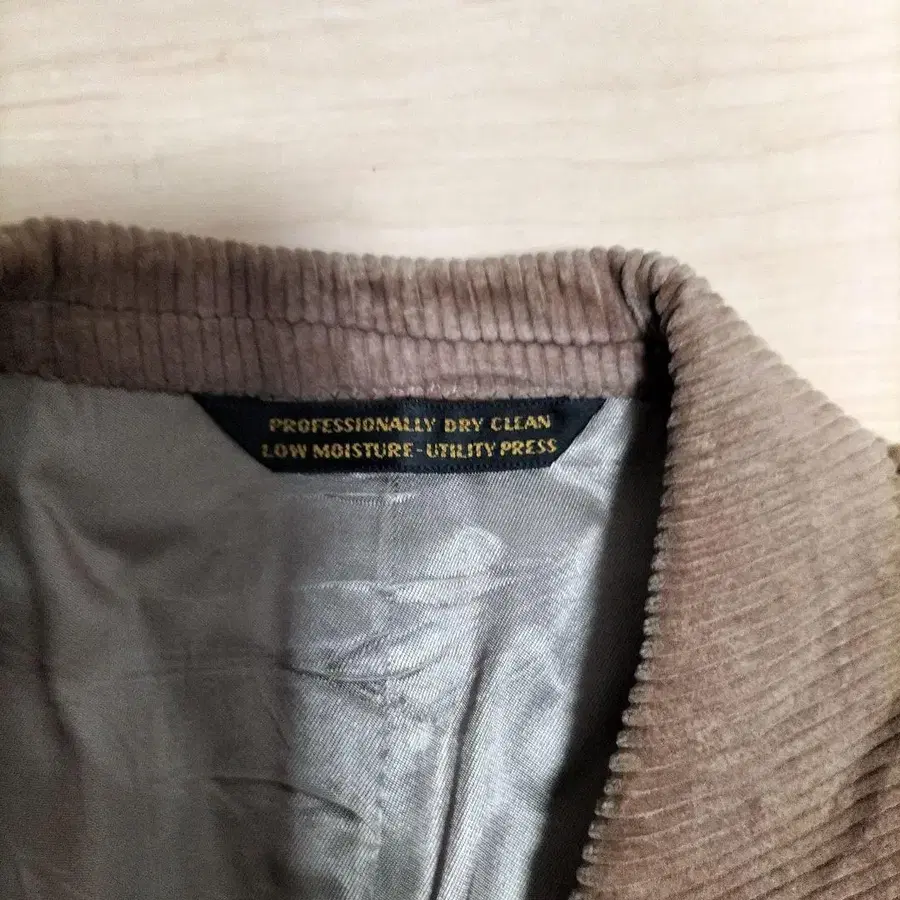 PROFESSIONALLY DRY CLEAN
LOW MOISTURE-UTILITY PRESS